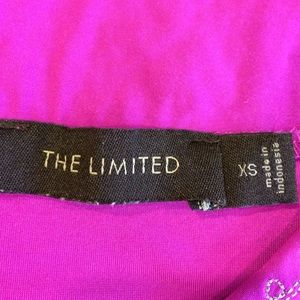 THE LIMITED
XS
made in
indonesia